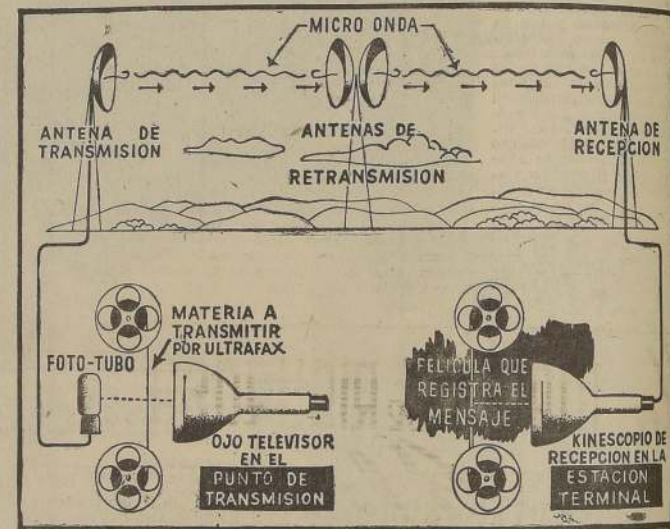 MICRO ONDA
ANTENA DE
TRANSMISION
ANTENAS DE
RETRANSMISION
ANTENA DE
RECEPCION
MATERIA A
TRANSMITIR
POR ULTRAFAX
FOTO-TUBO
OJO TELEVISOR
EN EL
PUNTO DE
TRANSMISION
PELICULA QUE
REGISTRA EL
MENSAJE
KINESCOPIO DE
RECEPCION EN LA
ESTACION
TERMINAL